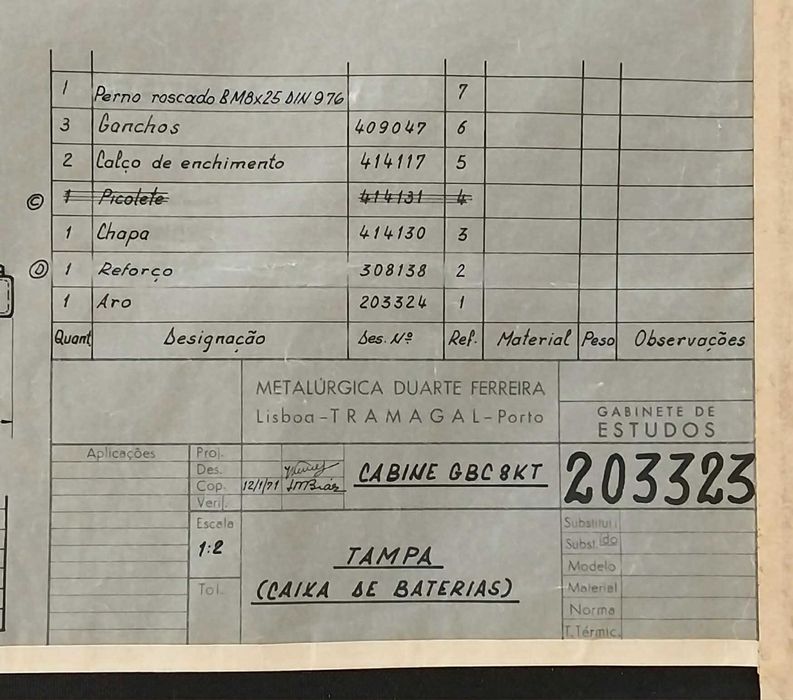 1 Perno roscado BM8x25 DIN 976 7
3 Ganchos 409047 6
2 Calço de enchimento 414117 5
© 1 Picolete 414131 4
1 Chapa 414130 3
Ⓓ 1 Reforço 308138 2
1 Aro 203324 1
Quant Designação Des. Nº Ref. Material Peso Observações
METALÚRGICA DUARTE FERREIRA
Lisboa - TRAMAGAL - Porto
GABINETE DE
ESTUDOS
Aplicações
Proj.
Des.
Cop. 12/1/71
Verif.
CABINE GBC 8KT
203323
Escala
1:2
Tol.
TAMPA
(CAIXA DE BATERIAS)
Substitui
Subst. ido
Modelo
Material
Norma
T. Térmic.